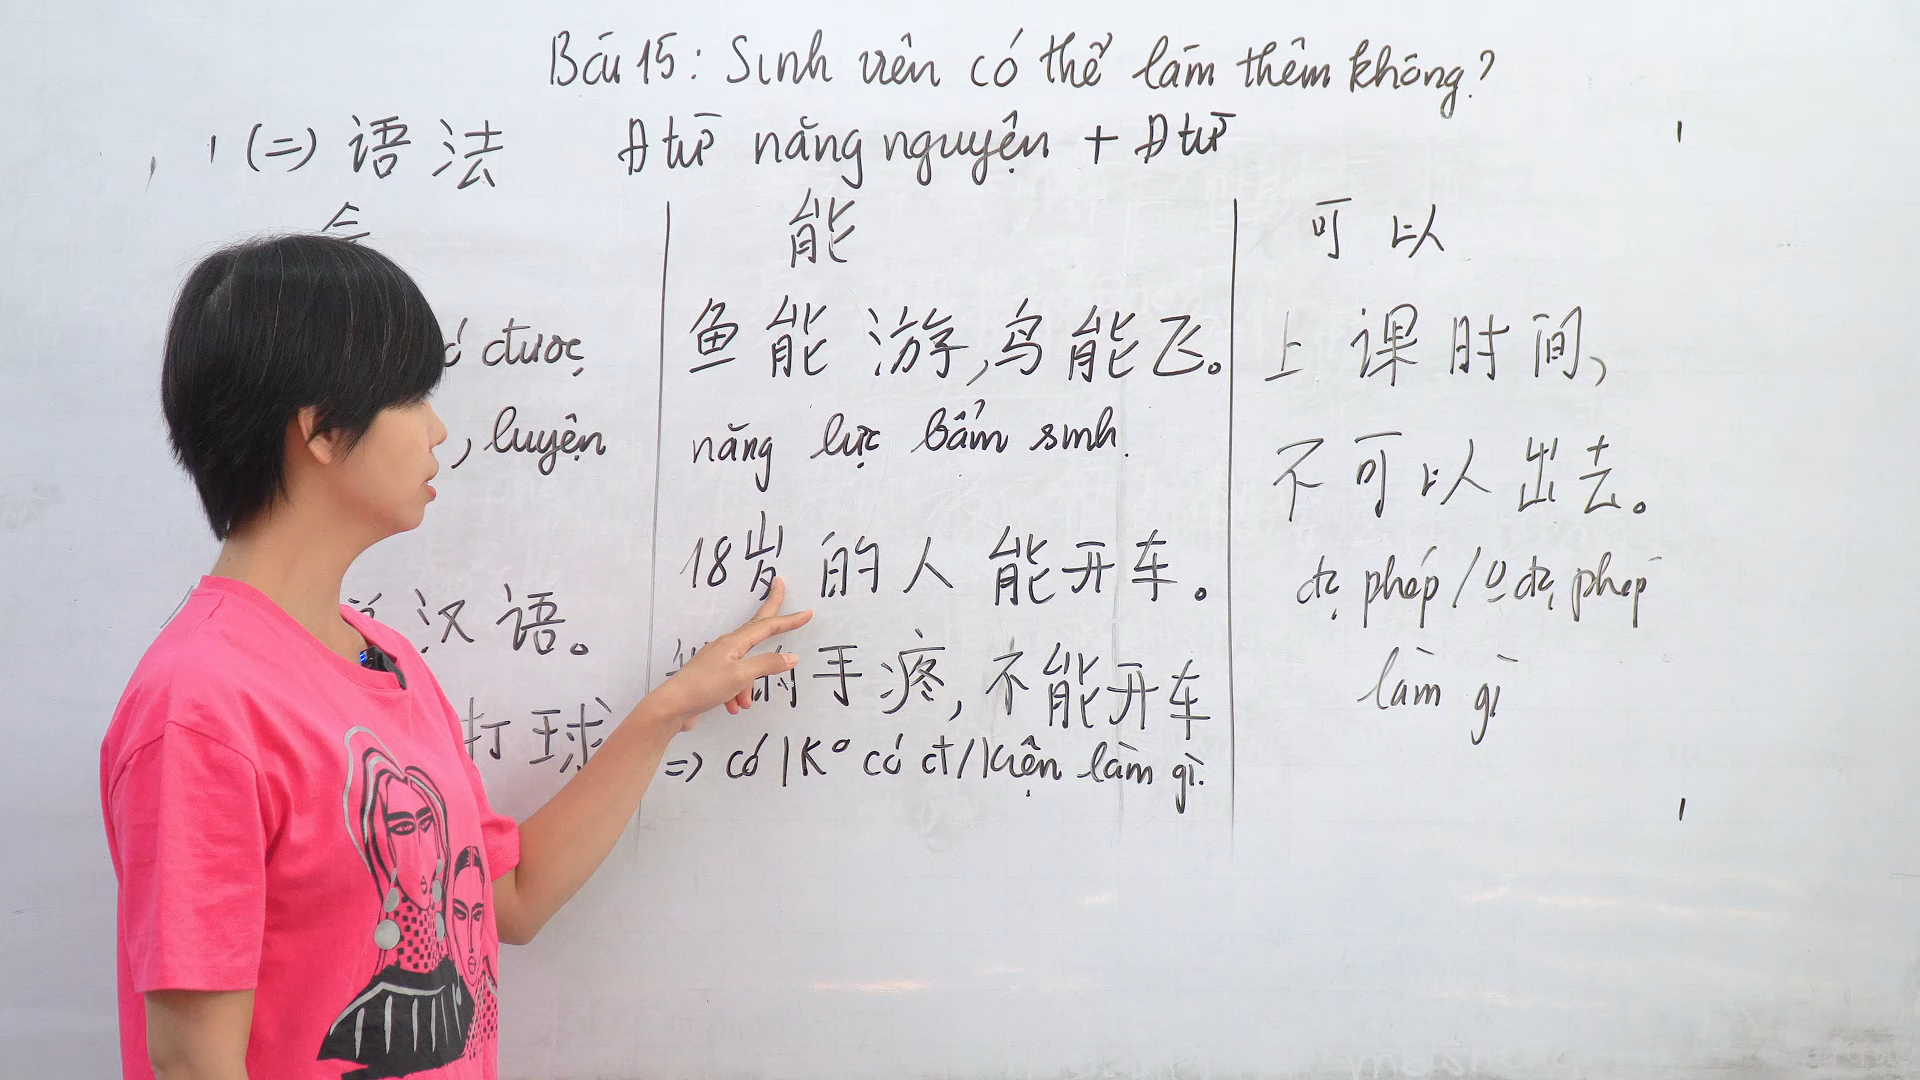 Bài 15: Sinh viên có thể làm thêm không?
(二) 语法 Đ từ năng nguyện + Đ từ
能
可以
được
, luyện
汉语。
打球
鱼能游,鸟能飞。
năng lực bẩm sinh.
18岁的人能开车。
的手疼,不能开车
=> có / Kº có đ/kiện làm gì.
上课时间,
不可以出去。
đc phép / º đc phép
làm gì